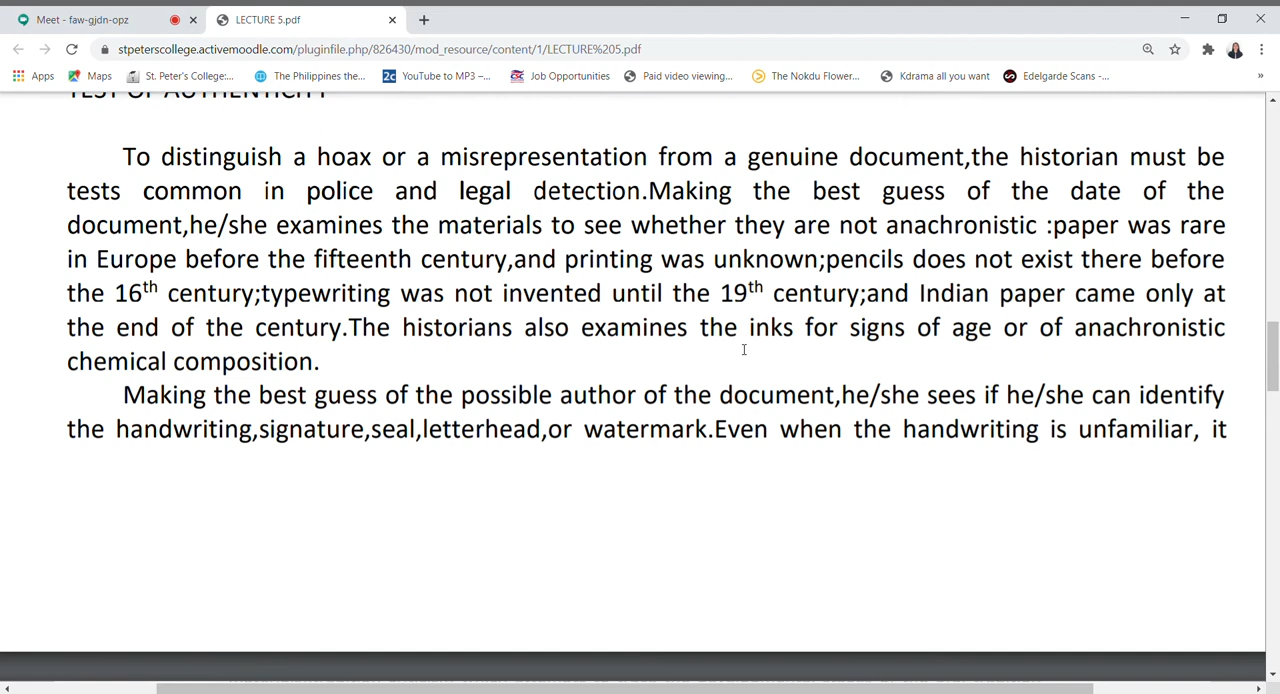 Meet - faw-gjdn-opz
LECTURE 5.pdf
stpeterscollege.activemoodle.com/pluginfile.php/826430/mod_resource/content/1/LECTURE%205.pdf
Apps Maps St. Peter's College:... The Philippines the... 2c YouTube to MP3 –... Job Opportunities Paid video viewing... The Nokdu Flower... Kdrama all you want Edelgarde Scans -... »
TEST OF AUTHENTICITY
To distinguish a hoax or a misrepresentation from a genuine document,the historian must be
tests common in police and legal detection.Making the best guess of the date of the
document,he/she examines the materials to see whether they are not anachronistic :paper was rare
in Europe before the fifteenth century,and printing was unknown;pencils does not exist there before
the 16th century;typewriting was not invented until the 19th century;and Indian paper came only at
the end of the century.The historians also examines the inks for signs of age or of anachronistic
chemical composition.
Making the best guess of the possible author of the document,he/she sees if he/she can identify
the handwriting,signature,seal,letterhead,or watermark.Even when the handwriting is unfamiliar, it